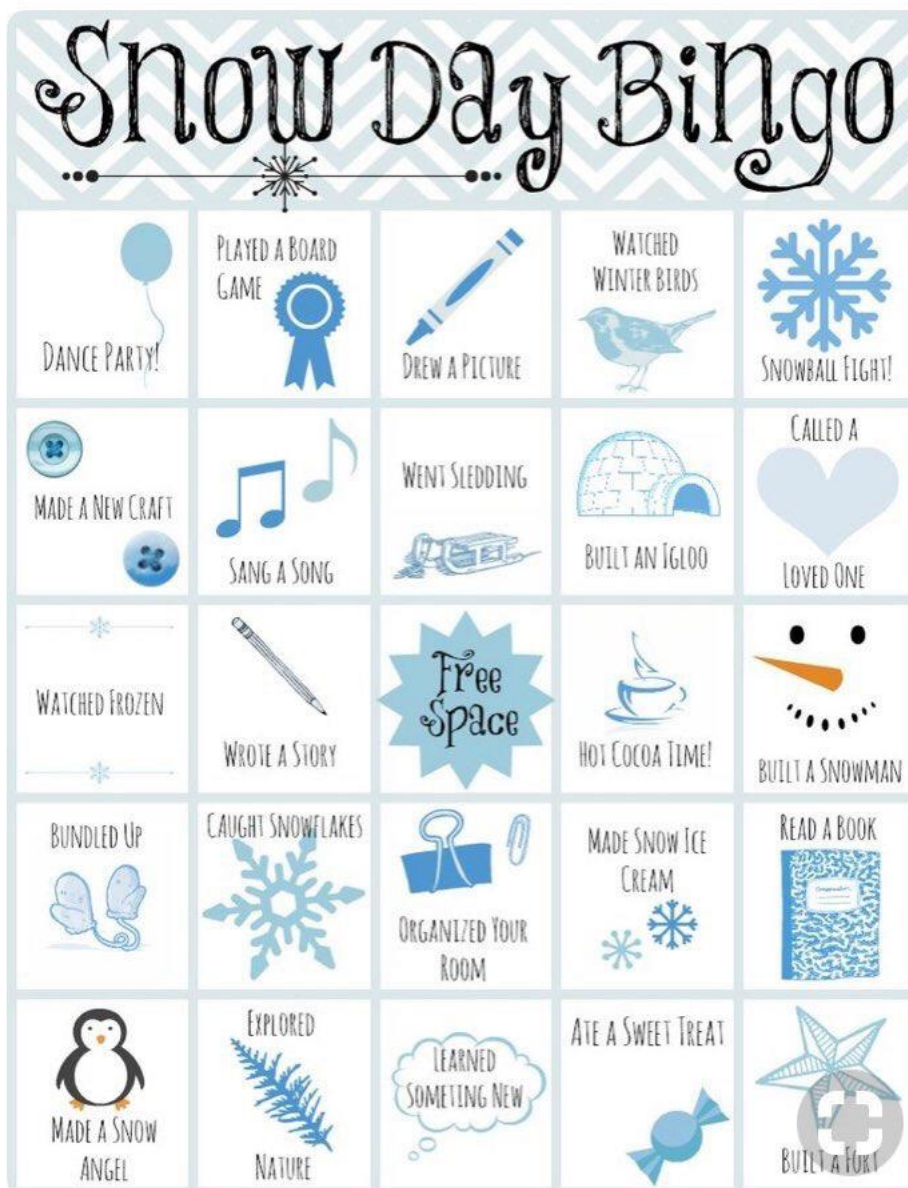 Snow Day Bingo
DANCE PARTY!
PLAYED A BOARD
GAME
DREW A PICTURE
WATCHED
WINTER BIRDS
SNOWBALL FIGHT!
MADE A NEW CRAFT
SANG A SONG
WENT SLEDDING
BUILT AN IGLOO
CALLED A
LOVED ONE
WATCHED FROZEN
WROTE A STORY
Free
Space
HOT COCOA TIME!
BUILT A SNOWMAN
BUNDLED UP
CAUGHT SNOWFLAKES
ORGANIZED YOUR
ROOM
MADE SNOW ICE
CREAM
READ A BOOK
Composition
MADE A SNOW
ANGEL
EXPLORED
NATURE
LEARNED
SOMETING NEW
ATE A SWEET TREAT
BUILT A FORT